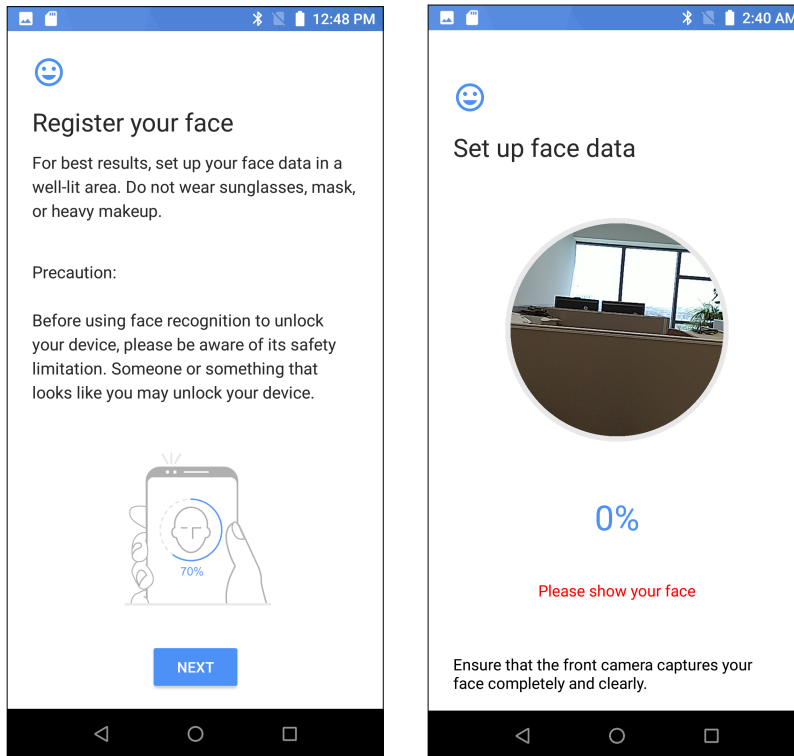 12:48 PM
Register your face
For best results, set up your face data in a
well-lit area. Do not wear sunglasses, mask,
or heavy makeup.
Precaution:
Before using face recognition to unlock
your device, please be aware of its safety
limitation. Someone or something that
looks like you may unlock your device.
70%
NEXT
2:40 AM
Set up face data
0%
Please show your face
Ensure that the front camera captures your
face completely and clearly.